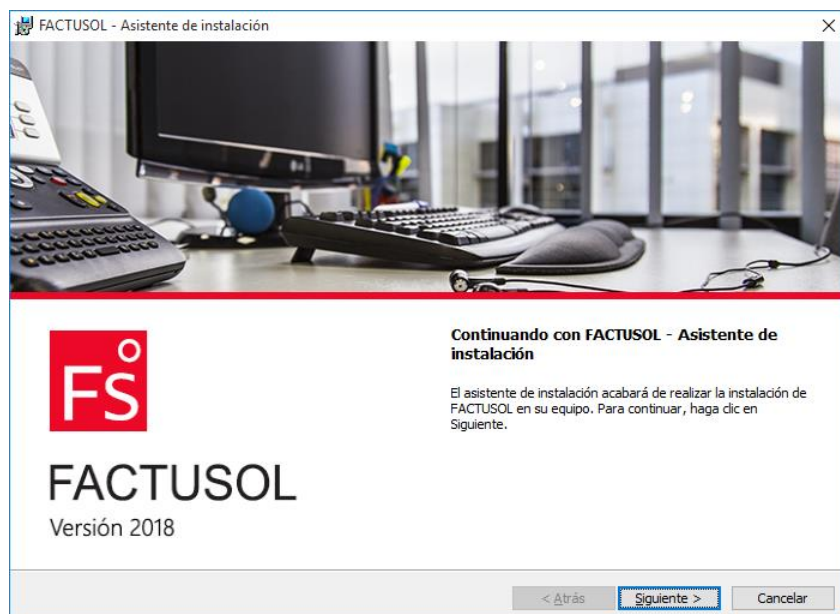 FACTUSOL - Asistente de instalación
Continuando con FACTUSOL - Asistente de
instalación
El asistente de instalación acabará de realizar la instalación de
FACTUSOL en su equipo. Para continuar, haga clic en
Siguiente.
FS
FACTUSOL
Versión 2018
< Atrás
Siguiente >
Cancelar